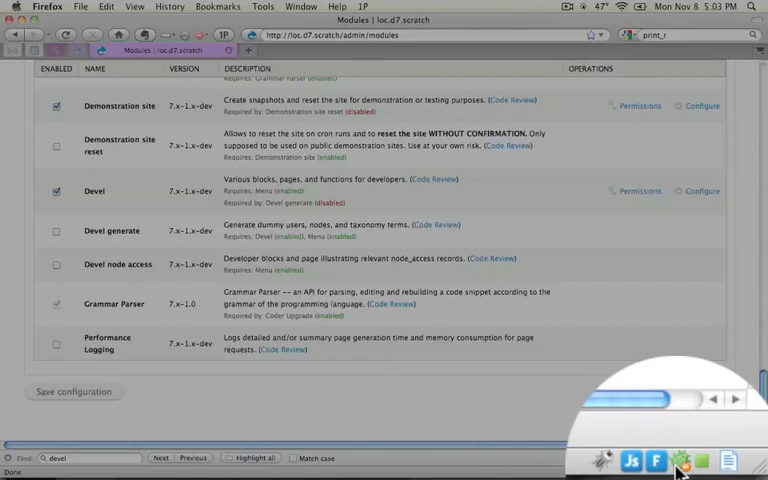 Firefox File Edit View History Bookmarks Tools Window Help 1P 47° Mon Nov 8 5:03 PM
Modules | loc.d7.scratch
1P http://loc.d7.scratch/admin/modules print_r
Modules | loc.d7.scratch
ENABLED NAME VERSION DESCRIPTION OPERATIONS
Requires: Grammar Parser (enabled)
Demonstration site 7.x-1.x-dev Create snapshots and reset the site for demonstration or testing purposes. (Code Review) Permissions Configure
Required by: Demonstration site reset (disabled)
Demonstration site reset 7.x-1.x-dev Allows to reset the site on cron runs and to reset the site WITHOUT CONFIRMATION. Only
supposed to be used on public demonstration sites. Use at your own risk. (Code Review)
Requires: Demonstration site (enabled)
Devel 7.x-1.x-dev Various blocks, pages, and functions for developers. (Code Review) Permissions Configure
Requires: Menu (enabled)
Required by: Devel generate (disabled)
Devel generate 7.x-1.x-dev Generate dummy users, nodes, and taxonomy terms. (Code Review)
Requires: Devel (enabled), Menu (enabled)
Devel node access 7.x-1.x-dev Developer blocks and page illustrating relevant node_access records. (Code Review)
Requires: Menu (enabled)
Grammar Parser 7.x-1.0 Grammar Parser -- an API for parsing, editing and rebuilding a code snippet according to the
grammar of the programming language. (Code Review)
Required by: Coder Upgrade (enabled)
Performance Logging 7.x-1.x-dev Logs detailed and/or summary page generation time and memory consumption for page
requests. (Code Review)
Save configuration
Find: devel Next Previous Highlight all Match case
Done
Js F